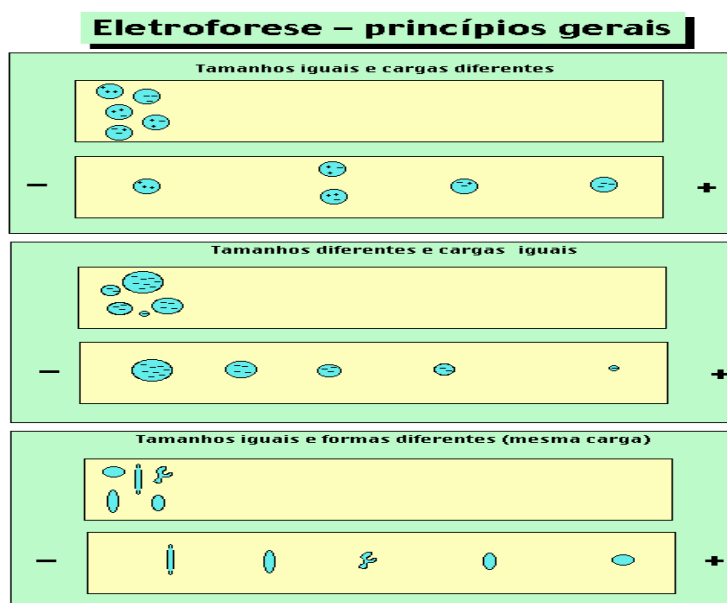 Eletroforese – princípios gerais
Tamanhos iguais e cargas diferentes
– +
Tamanhos diferentes e cargas iguais
– +
Tamanhos iguais e formas diferentes (mesma carga)
– +